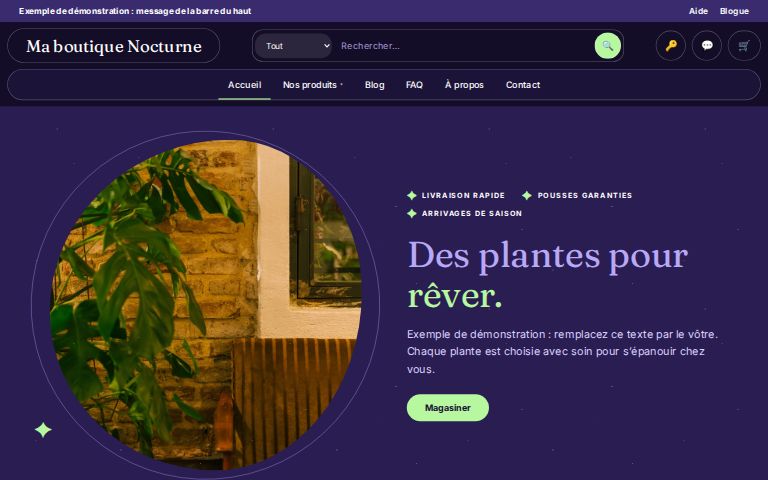 Exemple de démonstration : message de la barre du haut
Aide Blogue
Ma boutique Nocturne
Tout
Rechercher...
Accueil Nos produits Blog FAQ À propos Contact
LIVRAISON RAPIDE POUSSES GARANTIES
ARRIVAGES DE SAISON
Des plantes pour
rêver.
Exemple de démonstration : remplacez ce texte par le vôtre.
Chaque plante est choisie avec soin pour s'épanouir chez
vous.
Magasiner